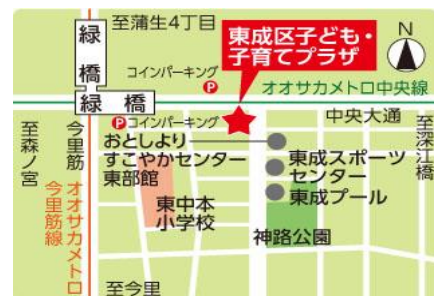 至蒲生4丁目
緑橋
東成区子ども・
子育てプラザ
N
コインパーキング
P
オオサカメトロ中央線
緑橋
P
コインパーキング
中央大通
至森ノ宮
今里筋
オオサカメトロ
今里筋線
おとしより
すこやかセンター
東部館
東成スポーツ
センター
東成プール
至深江橋
東中本
小学校
神路公園
至今里